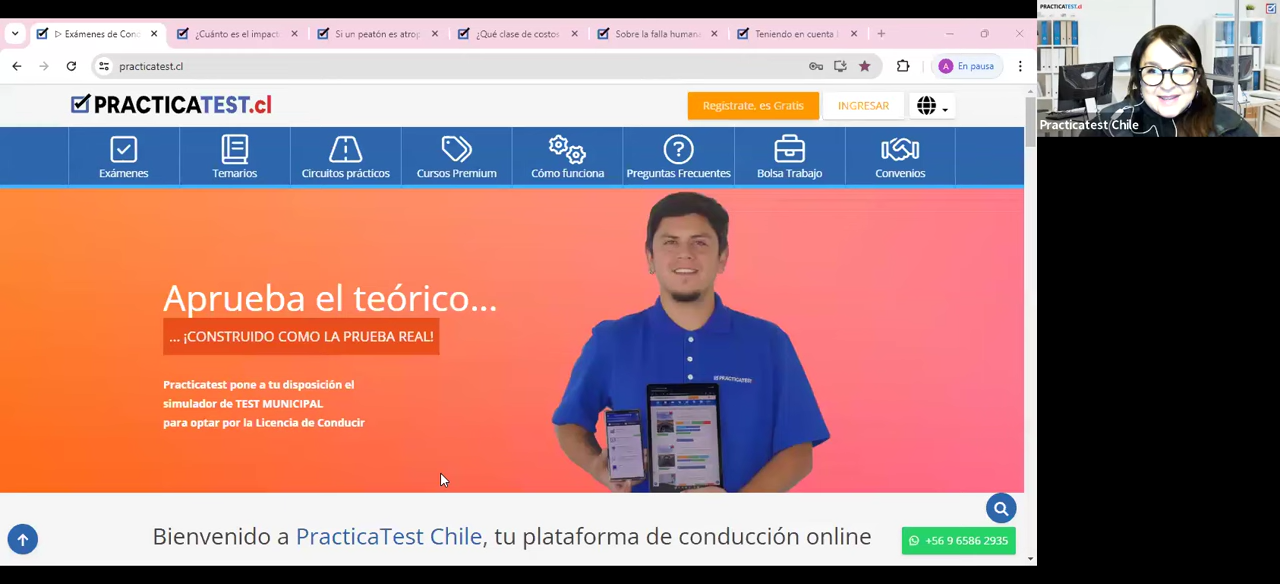 ▷ Exámenes de Con
¿Cuánto es el impact
Si un peatón es atrop
¿Qué clase de costos
Sobre la falla humana
Teniendo en cuenta l
practicatest.cl
A
En pausa
PRACTICATEST.cl
Practicatest Chile
PRACTICATEST.cl
Regístrate. es Gratis
INGRESAR
Exámenes
Temarios
Circuitos prácticos
Cursos Premium
Cómo funciona
Preguntas Frecuentes
Bolsa Trabajo
Convenios
Aprueba el teórico...
... ¡CONSTRUIDO COMO LA PRUEBA REAL!
Practicatest pone a tu disposición el
simulador de TEST MUNICIPAL
para optar por la Licencia de Conducir
PRACTICATEST
Bienvenido a PracticaTest Chile, tu plataforma de conducción online
+56 9 6586 2935